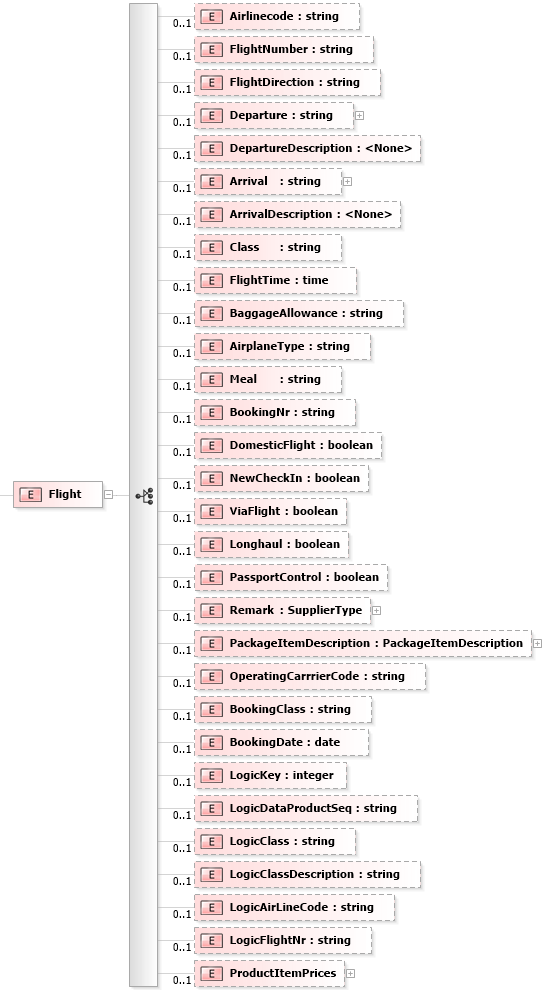 E Airlinecode : string
0..1
E FlightNumber : string
0..1
E FlightDirection : string
0..1
E Departure : string
0..1
E DepartureDescription : <None>
0..1
E Arrival : string
0..1
E ArrivalDescription : <None>
0..1
E Class : string
0..1
E FlightTime : time
0..1
E BaggageAllowance : string
0..1
E AirplaneType : string
0..1
E Meal : string
0..1
E BookingNr : string
0..1
E DomesticFlight : boolean
0..1
E NewCheckIn : boolean
0..1
E Flight
E ViaFlight : boolean
0..1
E Longhaul : boolean
0..1
E PassportControl : boolean
0..1
E Remark : SupplierType
0..1
E PackageItemDescription : PackageItemDescription
0..1
E OperatingCarrrierCode : string
0..1
E BookingClass : string
0..1
E BookingDate : date
0..1
E LogicKey : integer
0..1
E LogicDataProductSeq : string
0..1
E LogicClass : string
0..1
E LogicClassDescription : string
0..1
E LogicAirLineCode : string
0..1
E LogicFlightNr : string
0..1
E ProductItemPrices
0..1